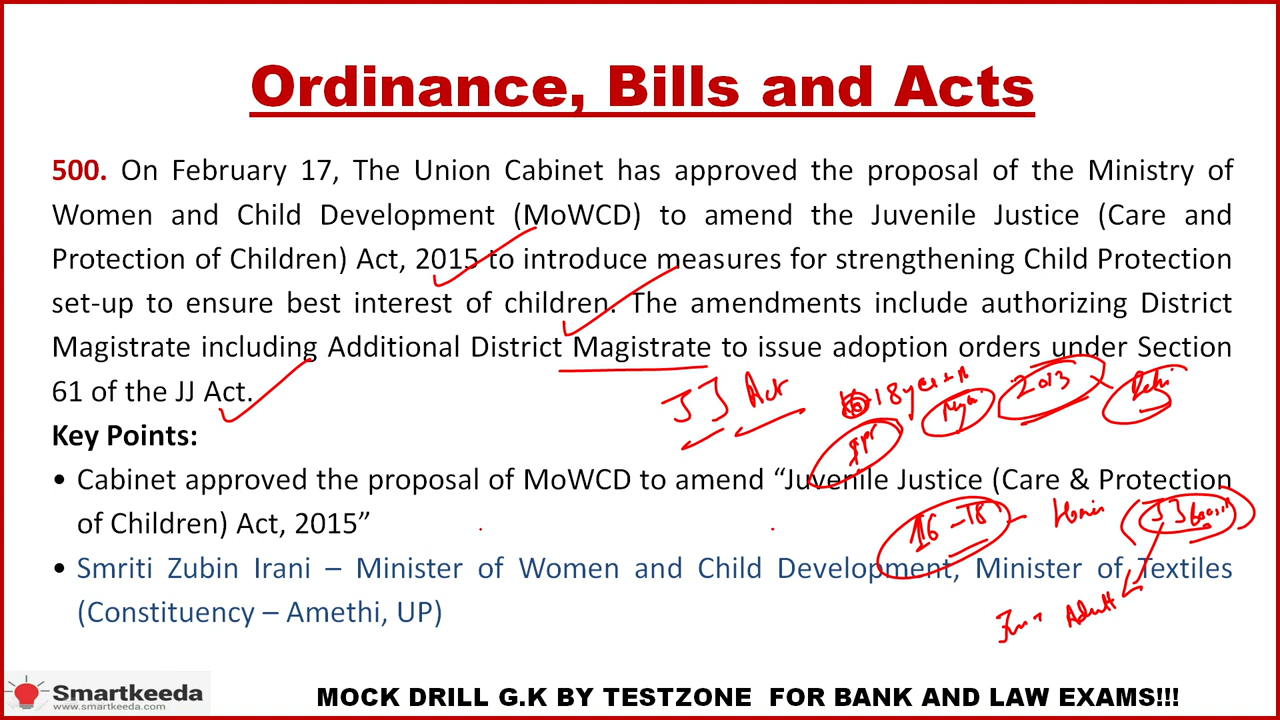 Ordinance, Bills and Acts
500. On February 17, The Union Cabinet has approved the proposal of the Ministry of
Women and Child Development (MoWCD) to amend the Juvenile Justice (Care and
Protection of Children) Act, 2015 to introduce measures for strengthening Child Protection
set-up to ensure best interest of children. The amendments include authorizing District
Magistrate including Additional District Magistrate to issue adoption orders under Section
61 of the JJ Act.
JJ Act
18
2013
Key Points:
• Cabinet approved the proposal of MoWCD to amend “Juvenile Justice (Care & Protection
of Children) Act, 2015”
16-18
JJ
• Smriti Zubin Irani – Minister of Women and Child Development, Minister of Textiles
(Constituency – Amethi, UP)
Adult
Smartkeeda
www.smartkeeda.com
MOCK DRILL G.K BY TESTZONE FOR BANK AND LAW EXAMS!!!